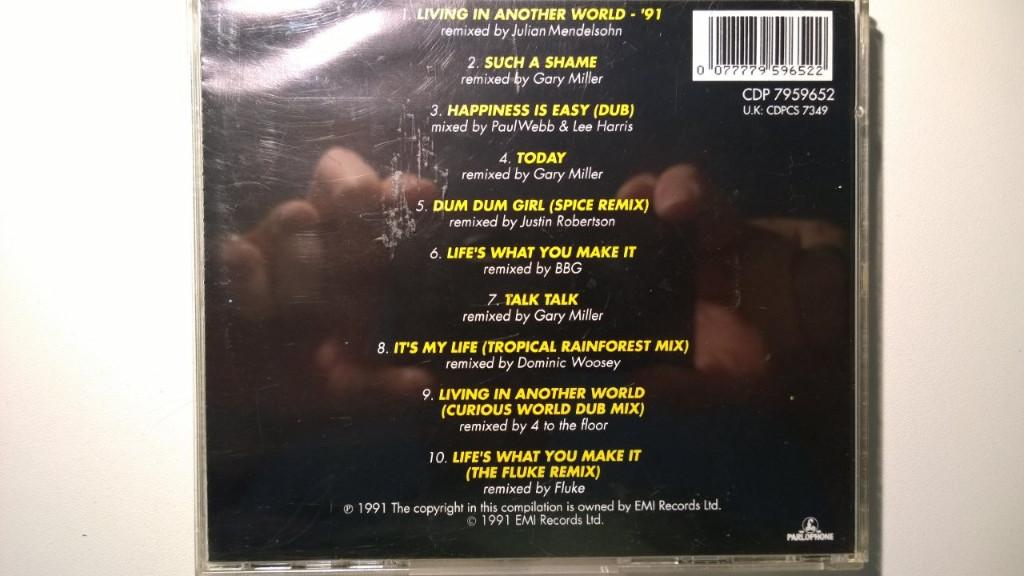 1. LIVING IN ANOTHER WORLD - '91
remixed by Julian Mendelsohn
2. SUCH A SHAME
remixed by Gary Miller
3. HAPPINESS IS EASY (DUB)
mixed by Paul Webb & Lee Harris
4. TODAY
remixed by Gary Miller
5. DUM DUM GIRL (SPICE REMIX)
remixed by Justin Robertson
6. LIFE'S WHAT YOU MAKE IT
remixed by BBG
7. TALK TALK
remixed by Gary Miller
8. IT'S MY LIFE (TROPICAL RAINFOREST MIX)
remixed by Dominic Woosey
9. LIVING IN ANOTHER WORLD
(CURIOUS WORLD DUB MIX)
remixed by 4 to the floor
10. LIFE'S WHAT YOU MAKE IT
(THE FLUKE REMIX)
remixed by Fluke
℗ 1991 The copyright in this compilation is owned by EMI Records Ltd.
© 1991 EMI Records Ltd.
0 077779 596522
CDP 7959652
U.K: CDPCS 7349
PARLOPHONE